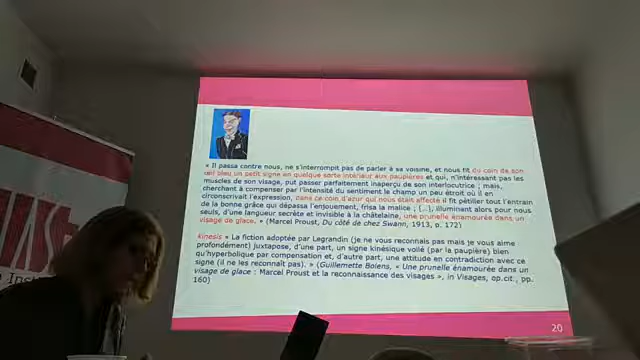 « Il passa contre nous, ne s'interrompit pas de parler à sa voisine, et nous fit du coin de son
œil bleu un petit signe en quelque sorte intérieur aux paupières et qui, n'intéressant pas les
muscles de son visage, put passer parfaitement inaperçu de son interlocutrice ; mais,
cherchant à compenser par l'intensité du sentiment le champ un peu étroit où il en
circonscrivait l'expression, dans ce coin d'azur qui nous était affecté il fit pétiller tout l'entrain
de la bonne grâce qui dépassa l'enjouement, frisa la malice ; (…), illuminant alors pour nous
seuls, d'une langueur secrète et invisible à la châtelaine, une prunelle énamourée dans un
visage de glace. » (Marcel Proust, Du côté de chez Swann, 1913, p. 172)
kinesis « La fiction adoptée par Legrandin (je ne vous reconnais pas mais je vous aime
profondément) juxtapose, d'une part, un signe kinésique voilé (par la paupière) bien
qu'hyperbolique par compensation et, d'autre part, une attitude en contradiction avec ce
signe (il ne les reconnaît pas). » (Guillemette Bolens, « Une prunelle énamourée dans un
visage de glace : Marcel Proust et la reconnaissance des visages », in Visages, op.cit., pp.
160)
20